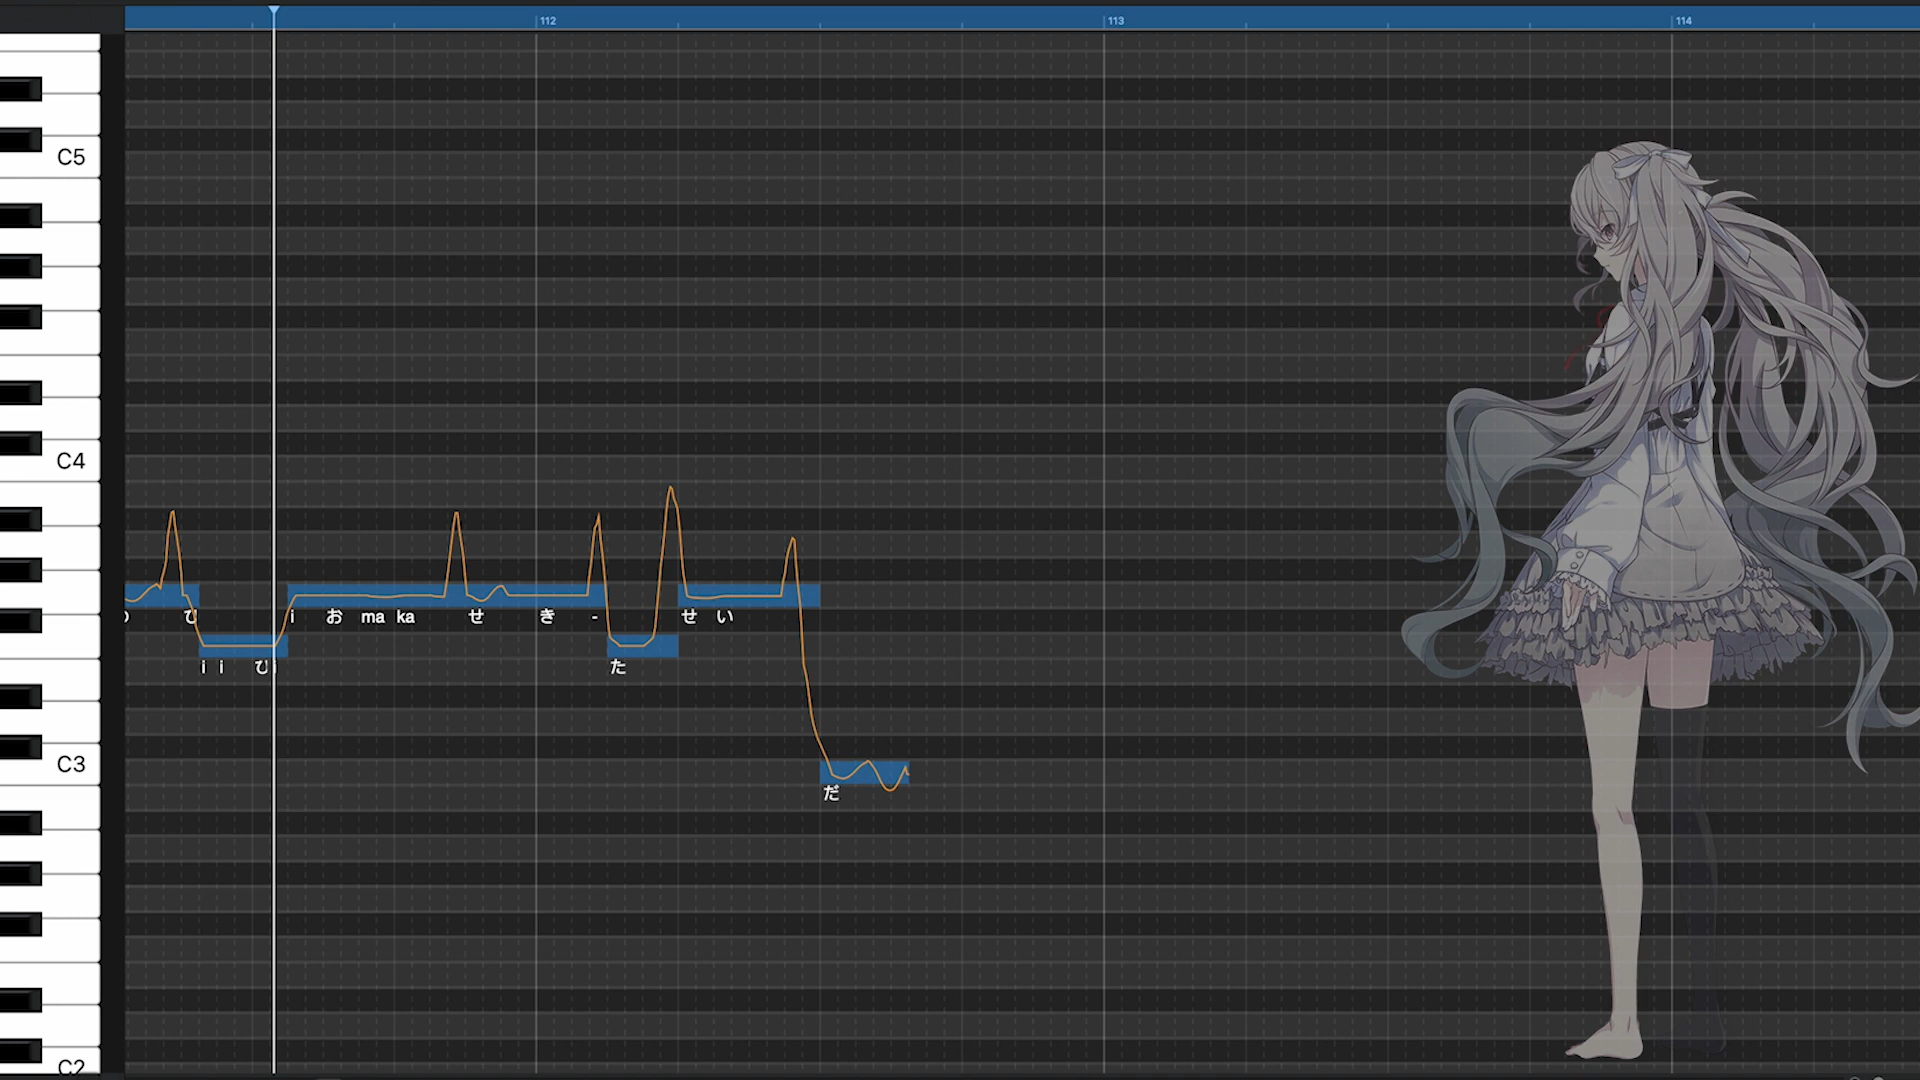 112 113 114
C5
C4
ひ i お ma ka せ き - せ い
i i ひ i た
C3
だ
C2